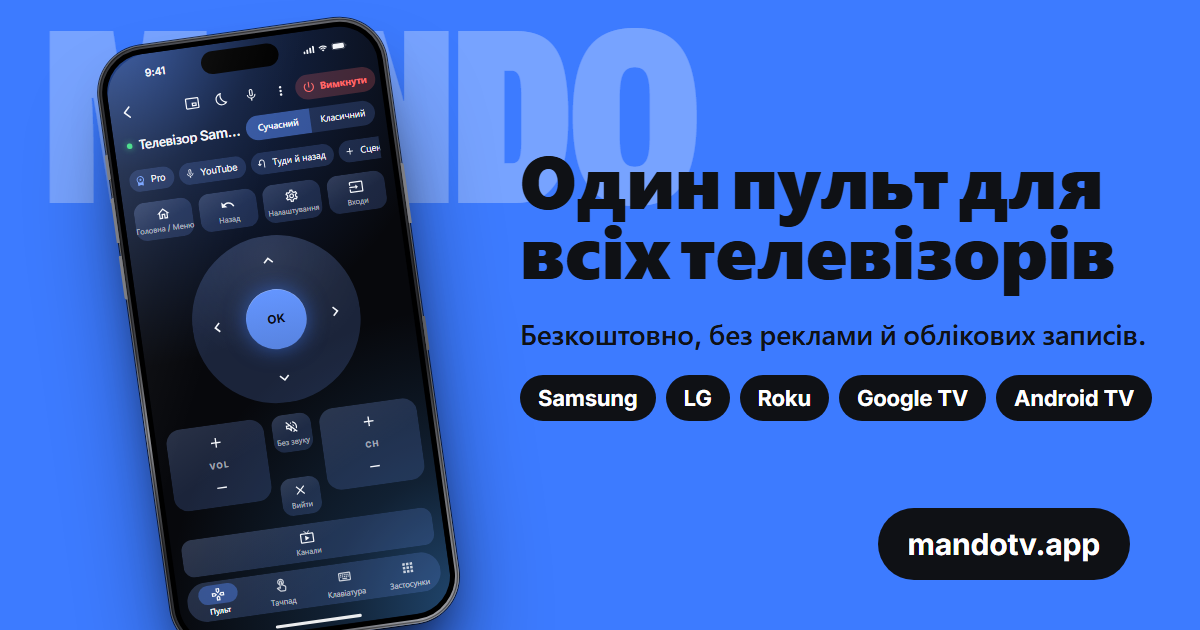 MANDO
9:41
Вимкнути
Телевізор Sam...
Сучасний
Класичний
Pro
YouTube
Туди й назад
Сцен
Головна / Меню
Назад
Налаштування
Входи
OK
VOL
Без звуку
CH
Вийти
Канали
Пульт
Тачпад
Клавіатура
Застосунки
Один пульт для
всіх телевізорів
Безкоштовно, без реклами й облікових записів.
Samsung
LG
Roku
Google TV
Android TV
mandotv.app